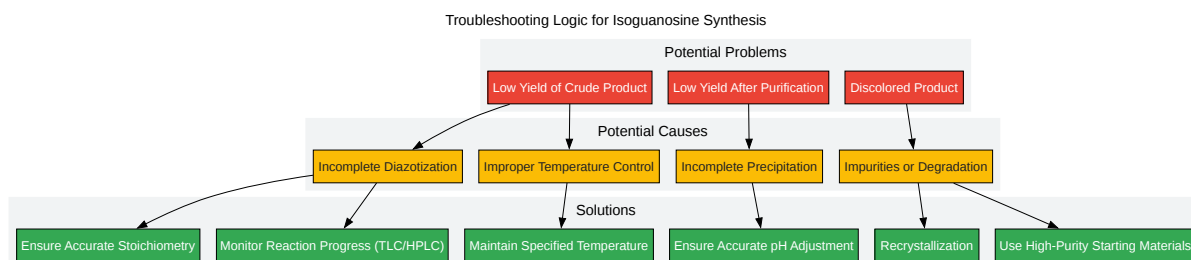 Troubleshooting Logic for Isoguanosine Synthesis
Potential Problems
Low Yield of Crude Product
Low Yield After Purification
Discolored Product
Potential Causes
Incomplete Diazotization
Improper Temperature Control
Incomplete Precipitation
Impurities or Degradation
Solutions
Ensure Accurate Stoichiometry
Monitor Reaction Progress (TLC/HPLC)
Maintain Specified Temperature
Ensure Accurate pH Adjustment
Recrystallization
Use High-Purity Starting Materials